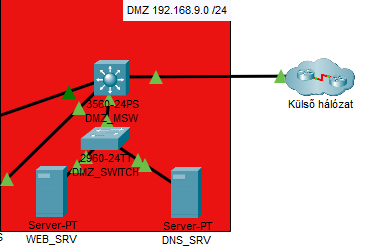 DMZ 192.168.9.0 /24
3560-24PS
DMZ_MSW
Külső hálózat
2960-24TT
DMZ_SWITCH
Server-PT
WEB_SRV
Server-PT
DNS_SRV